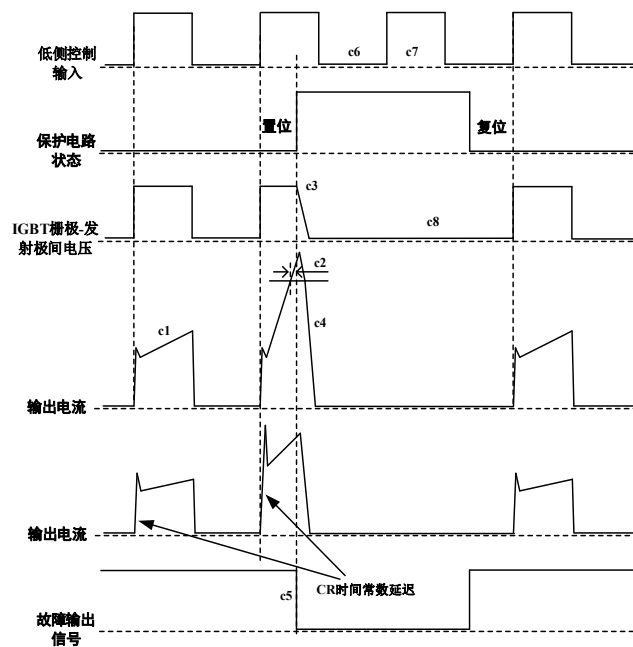 低侧控制
输入
c6
c7
保护电路
状态
置位
复位
IGBT栅极-发
射极间电压
c3
c8
c2
c1
c4
输出电流
输出电流
CR时间常数延迟
c5
故障输出
信号